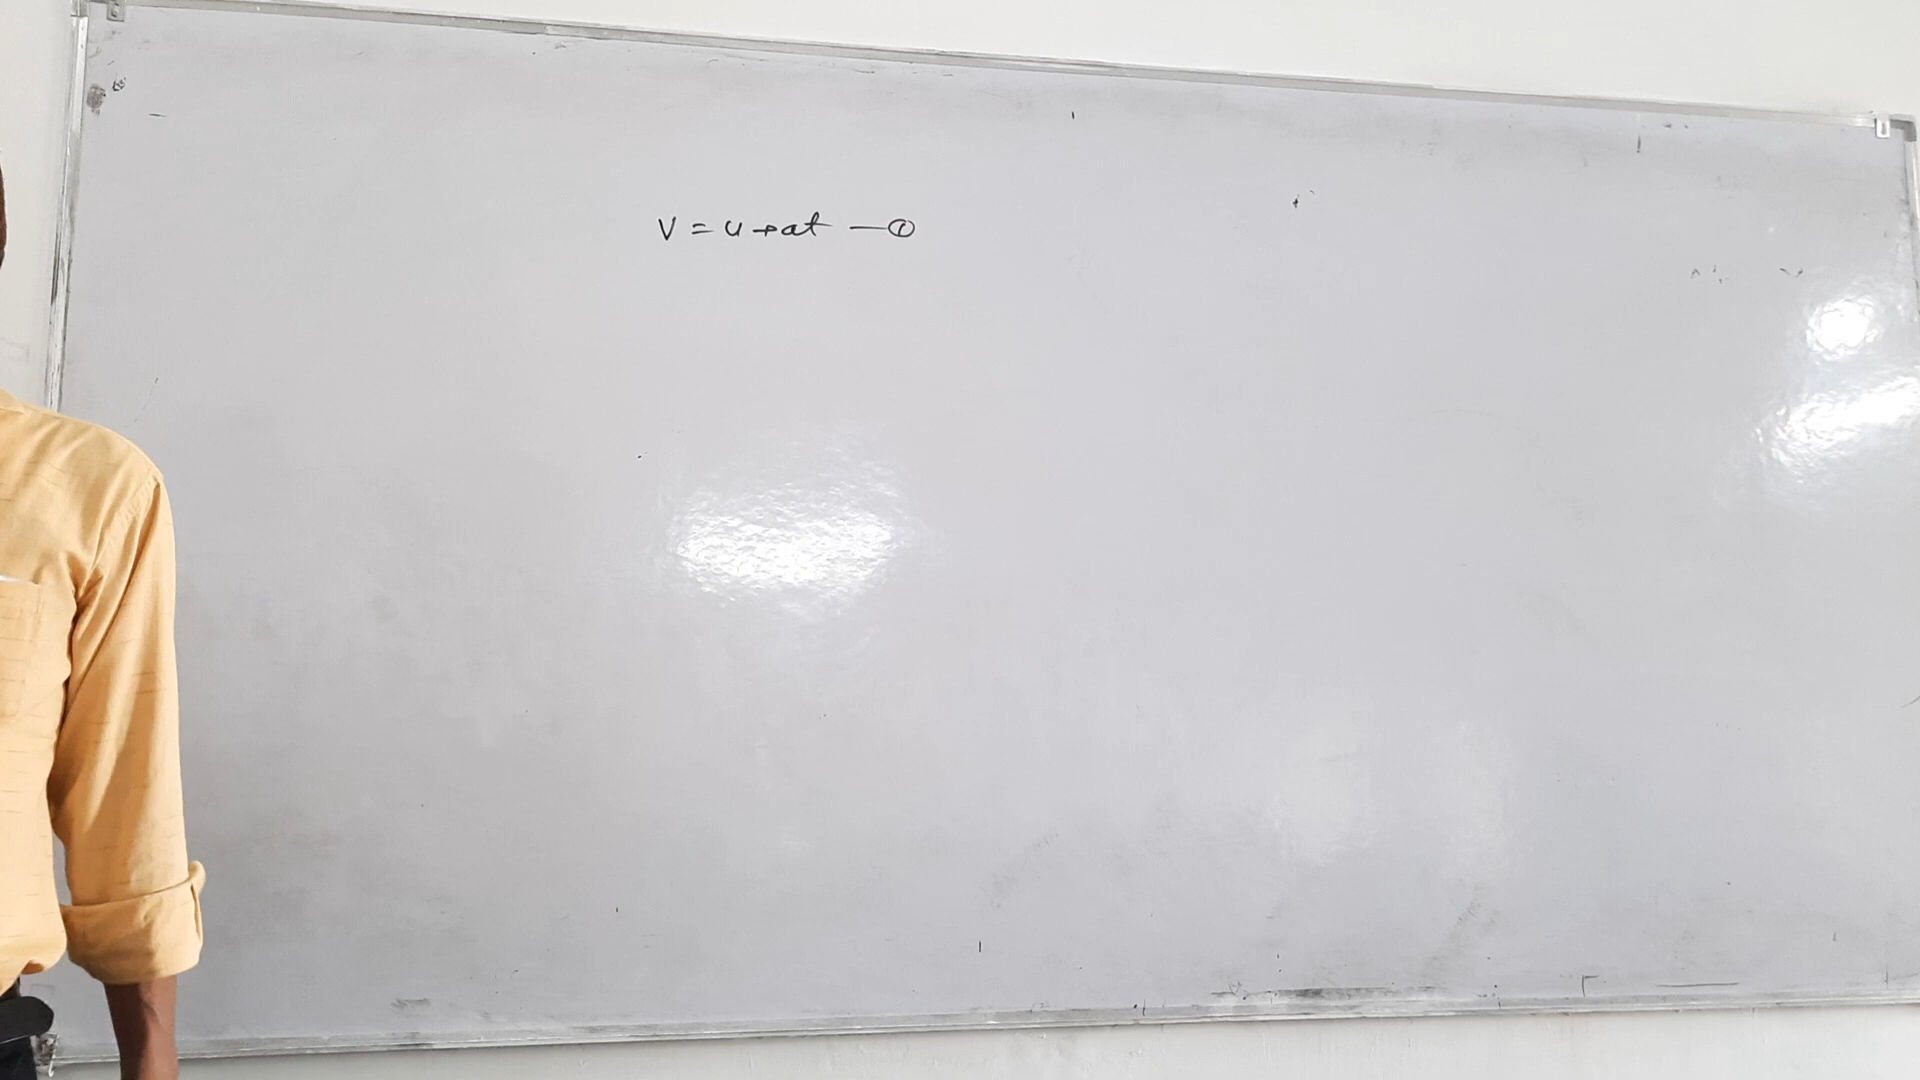 v = u + at — ①